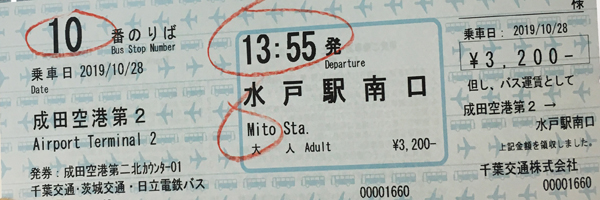 10 番のりば
Bus Stop Number
乗車日 2019/10/28
Date
成田空港第2
Airport Terminal 2
発券：成田空港第二北カウンター01
千葉交通・茨城交通・日立電鉄バス
13:55 発
Departure
水戸駅南口
Mito Sta.
大 人 Adult ¥3,200-
00001660
様
乗車日：2019/10/28
¥3,200-
但し、バス運賃として
成田空港第2 →
水戸駅南口
上記金額を領収しました。
千葉交通株式会社
00001660